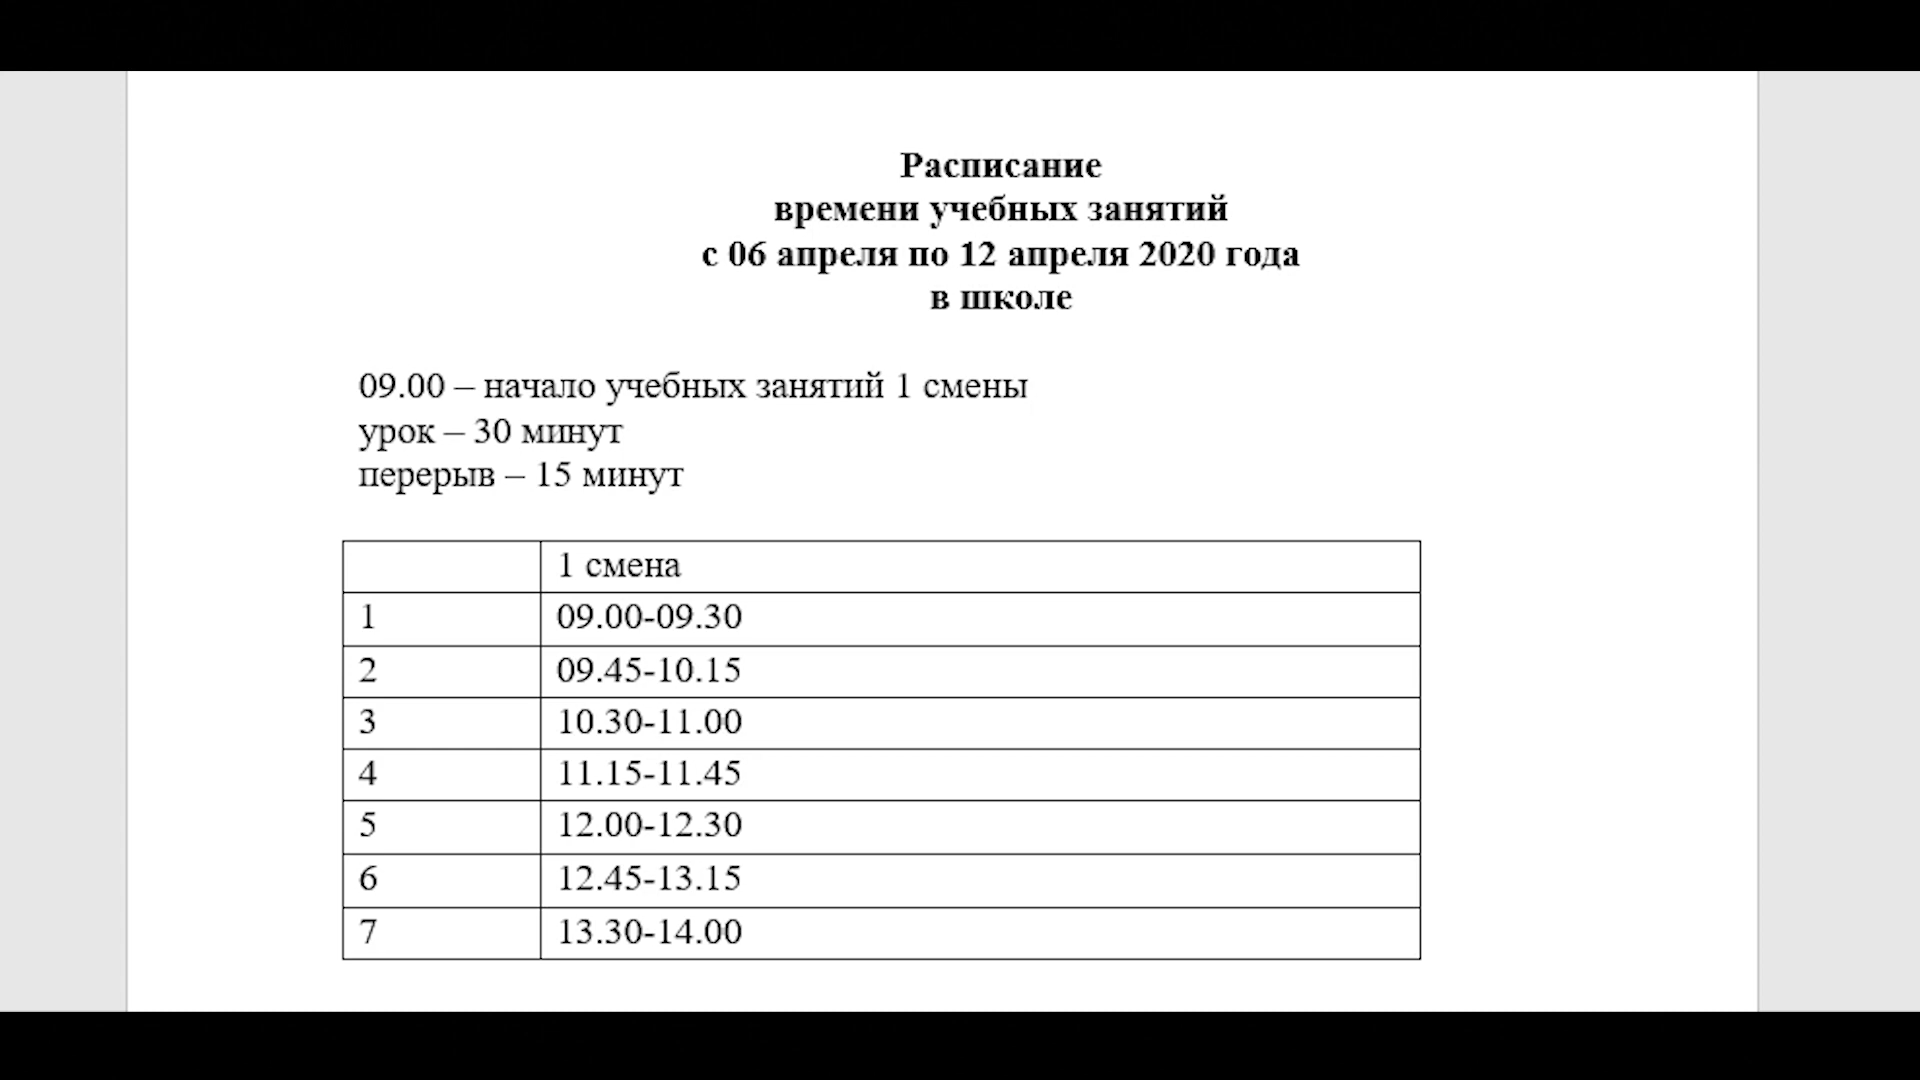 Расписание
времени учебных занятий
с 06 апреля по 12 апреля 2020 года
в школе
09.00 – начало учебных занятий 1 смены
урок – 30 минут
перерыв – 15 минут
1 смена
1 09.00-09.30
2 09.45-10.15
3 10.30-11.00
4 11.15-11.45
5 12.00-12.30
6 12.45-13.15
7 13.30-14.00